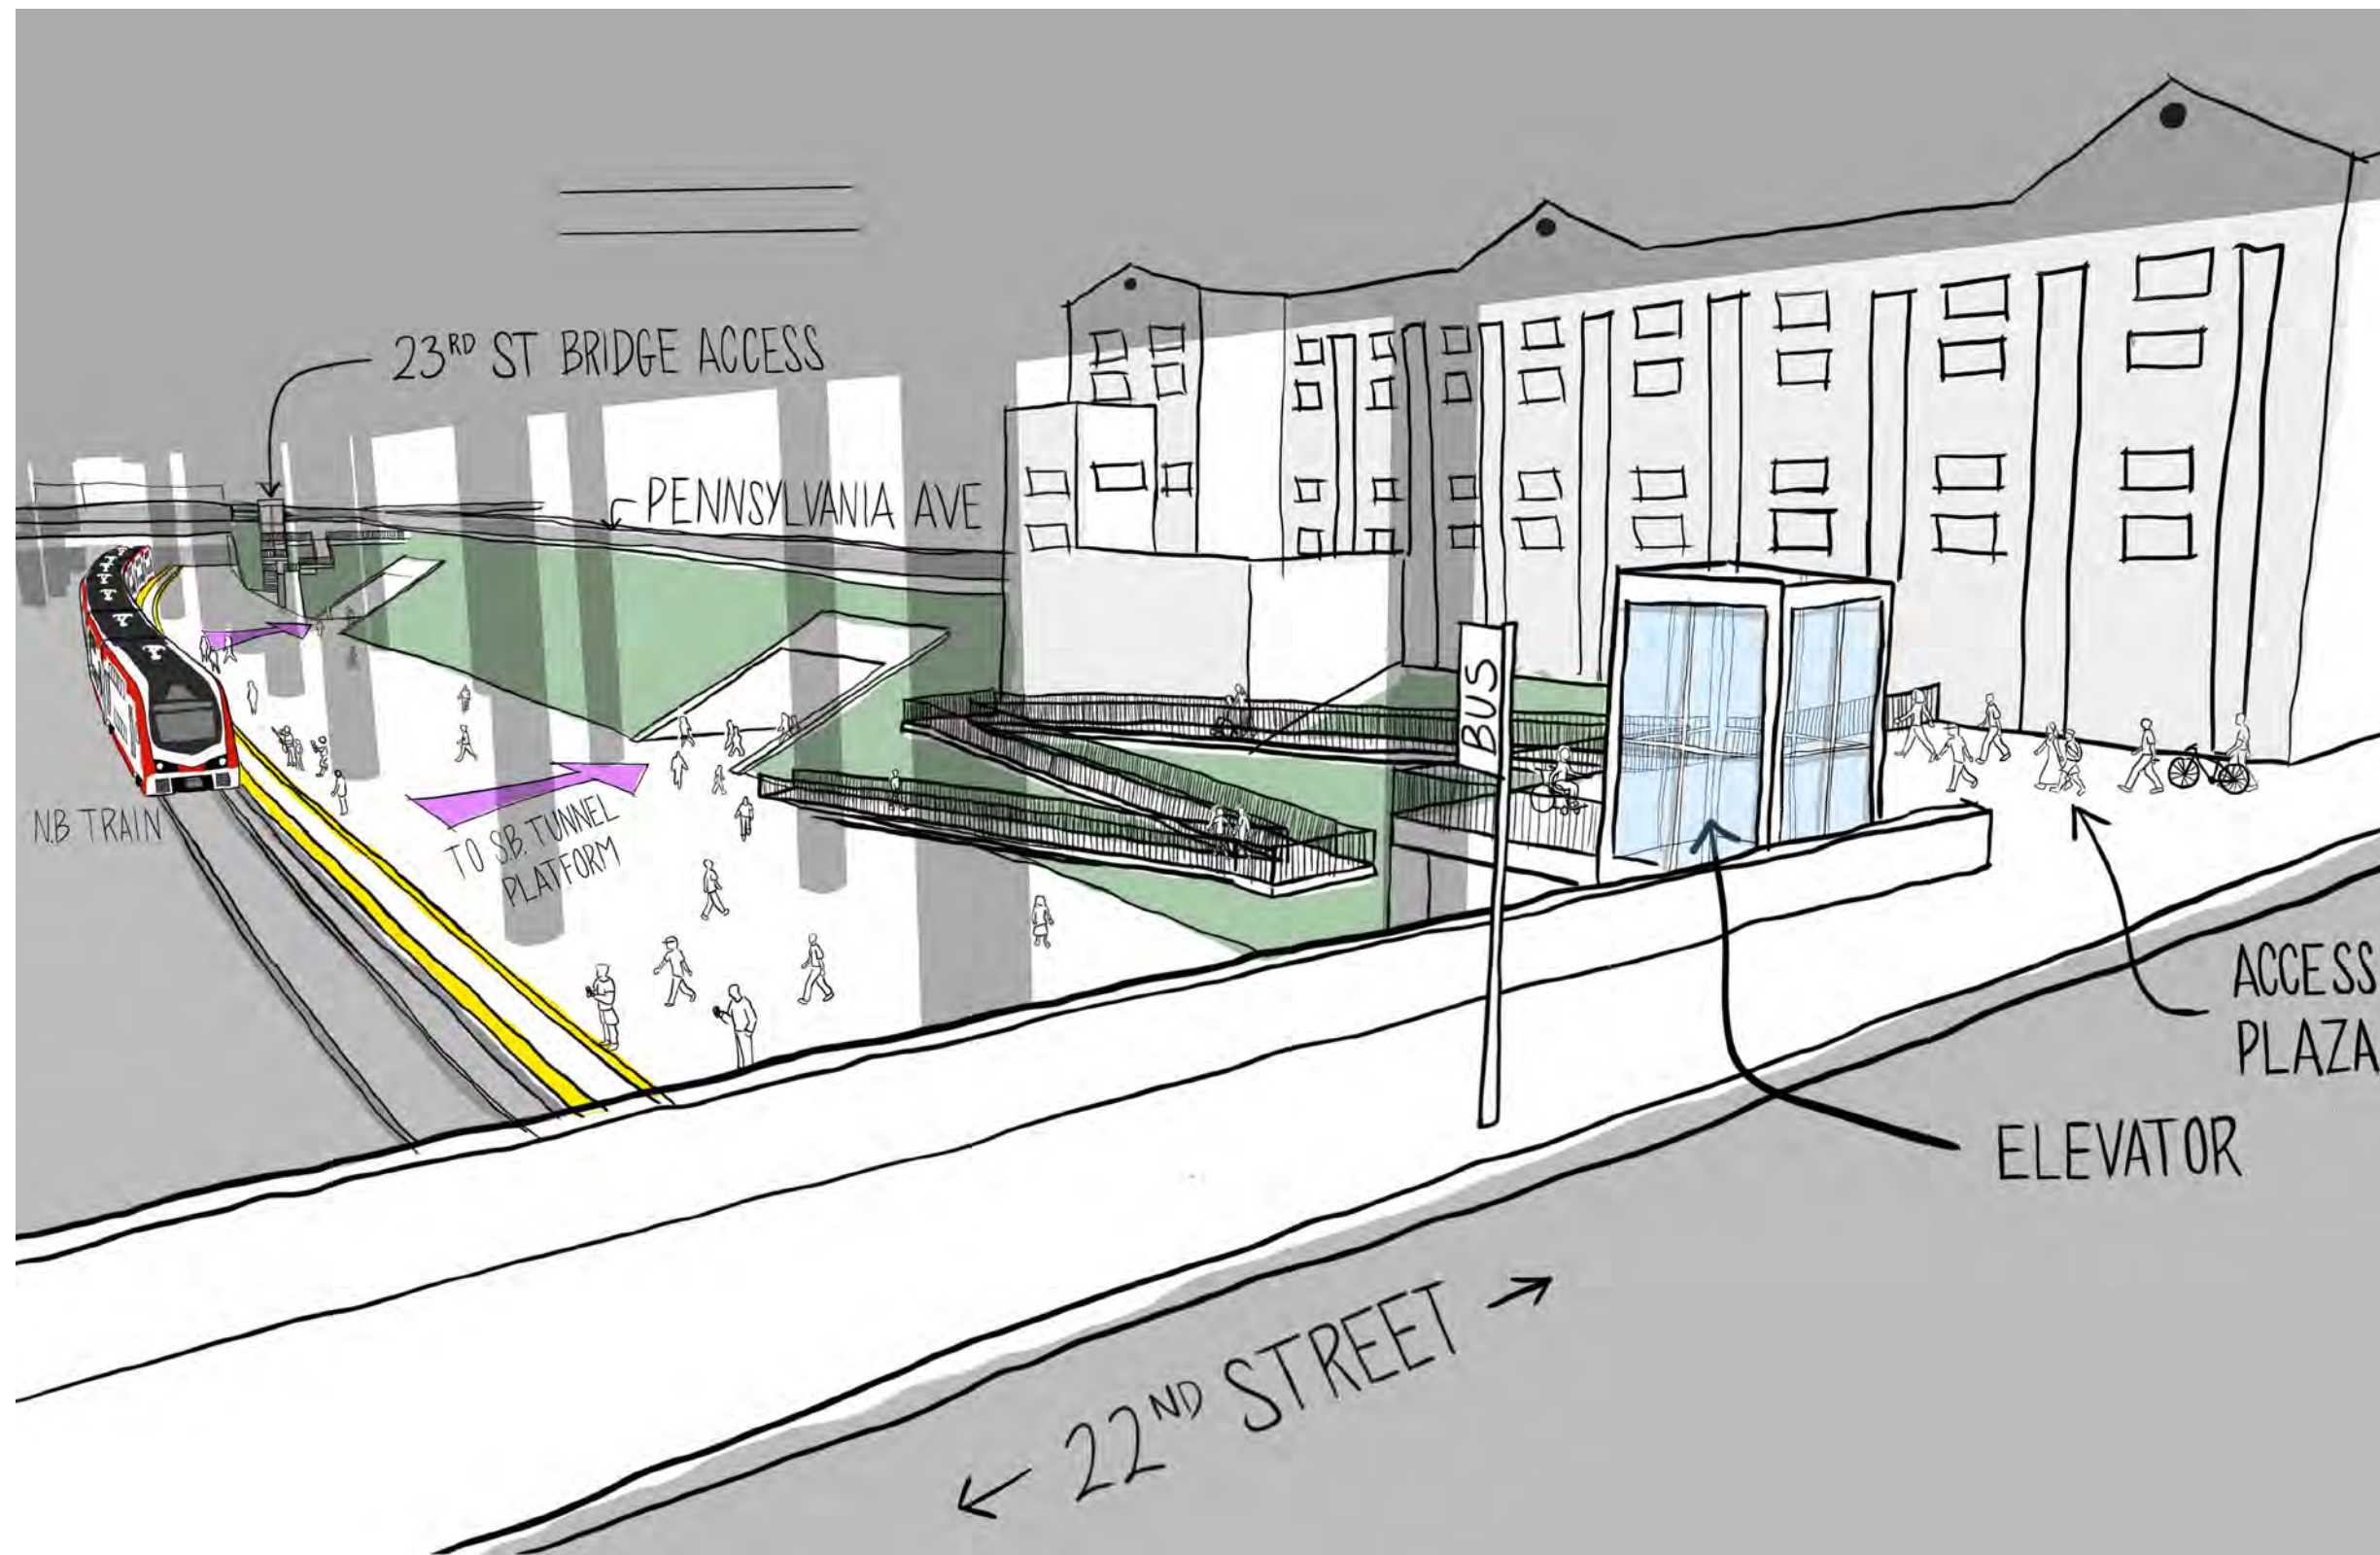 23RD ST BRIDGE ACCESS
PENNSYLVANIA AVE
BUS
N.B TRAIN
TO S.B. TUNNEL
PLATFORM
ACCESS
PLAZA
ELEVATOR
← 22ND STREET →